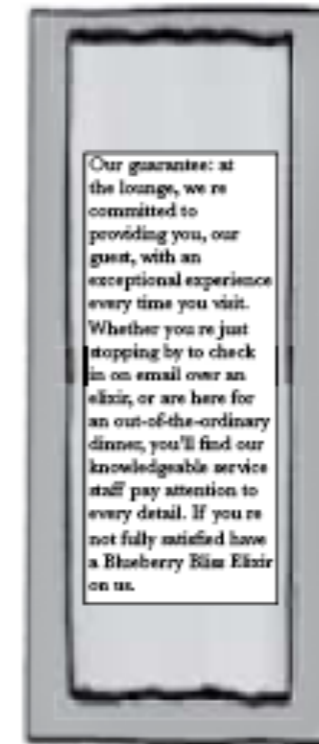 Our guarantee: at
the lounge, we re
committed to
providing you, our
guest, with an
exceptional experience
every time you visit.
Whether you re just
stopping by to check
in on email over an
elixir, or are here for
an out-of-the-ordinary
dinner, you'll find our
knowledgeable service
staff pay attention to
every detail. If you re
not fully satisfied have
a Blueberry Bliss Elixir
on us.